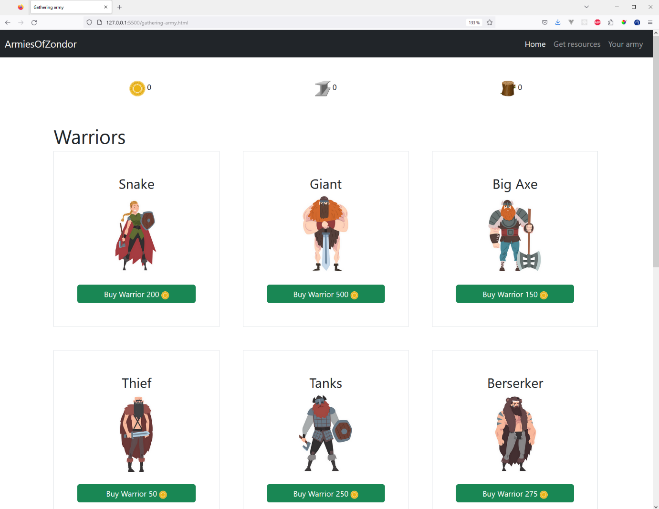 Gathering army
127.0.0.1:5500/gathering-army.html
ArmiesOfZondor
Home Get resources Your army
0 0 0
Warriors
Snake Giant Big Axe
Buy Warrior 200 Buy Warrior 500 Buy Warrior 150
Thief Tanks Berserker
Buy Warrior 50 Buy Warrior 250 Buy Warrior 275